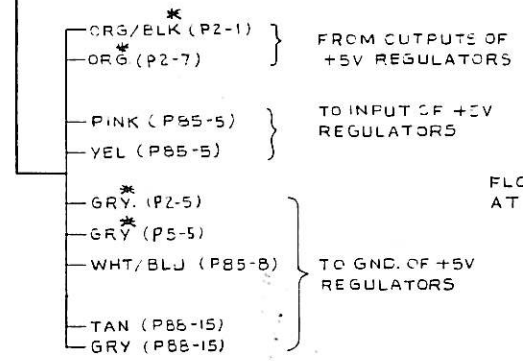 ORG/BLK* (P2-1)
ORG* (P2-7)
FROM OUTPUTS OF
+5V REGULATORS
PINK (P85-5)
YEL (P85-5)
TO INPUT OF +5V
REGULATORS
GRY.* (P2-5)
GRY* (P5-5)
WHT/BLU (P85-8)
TAN (P88-15)
GRY (P88-15)
TO GND. OF +5V
REGULATORS
AT